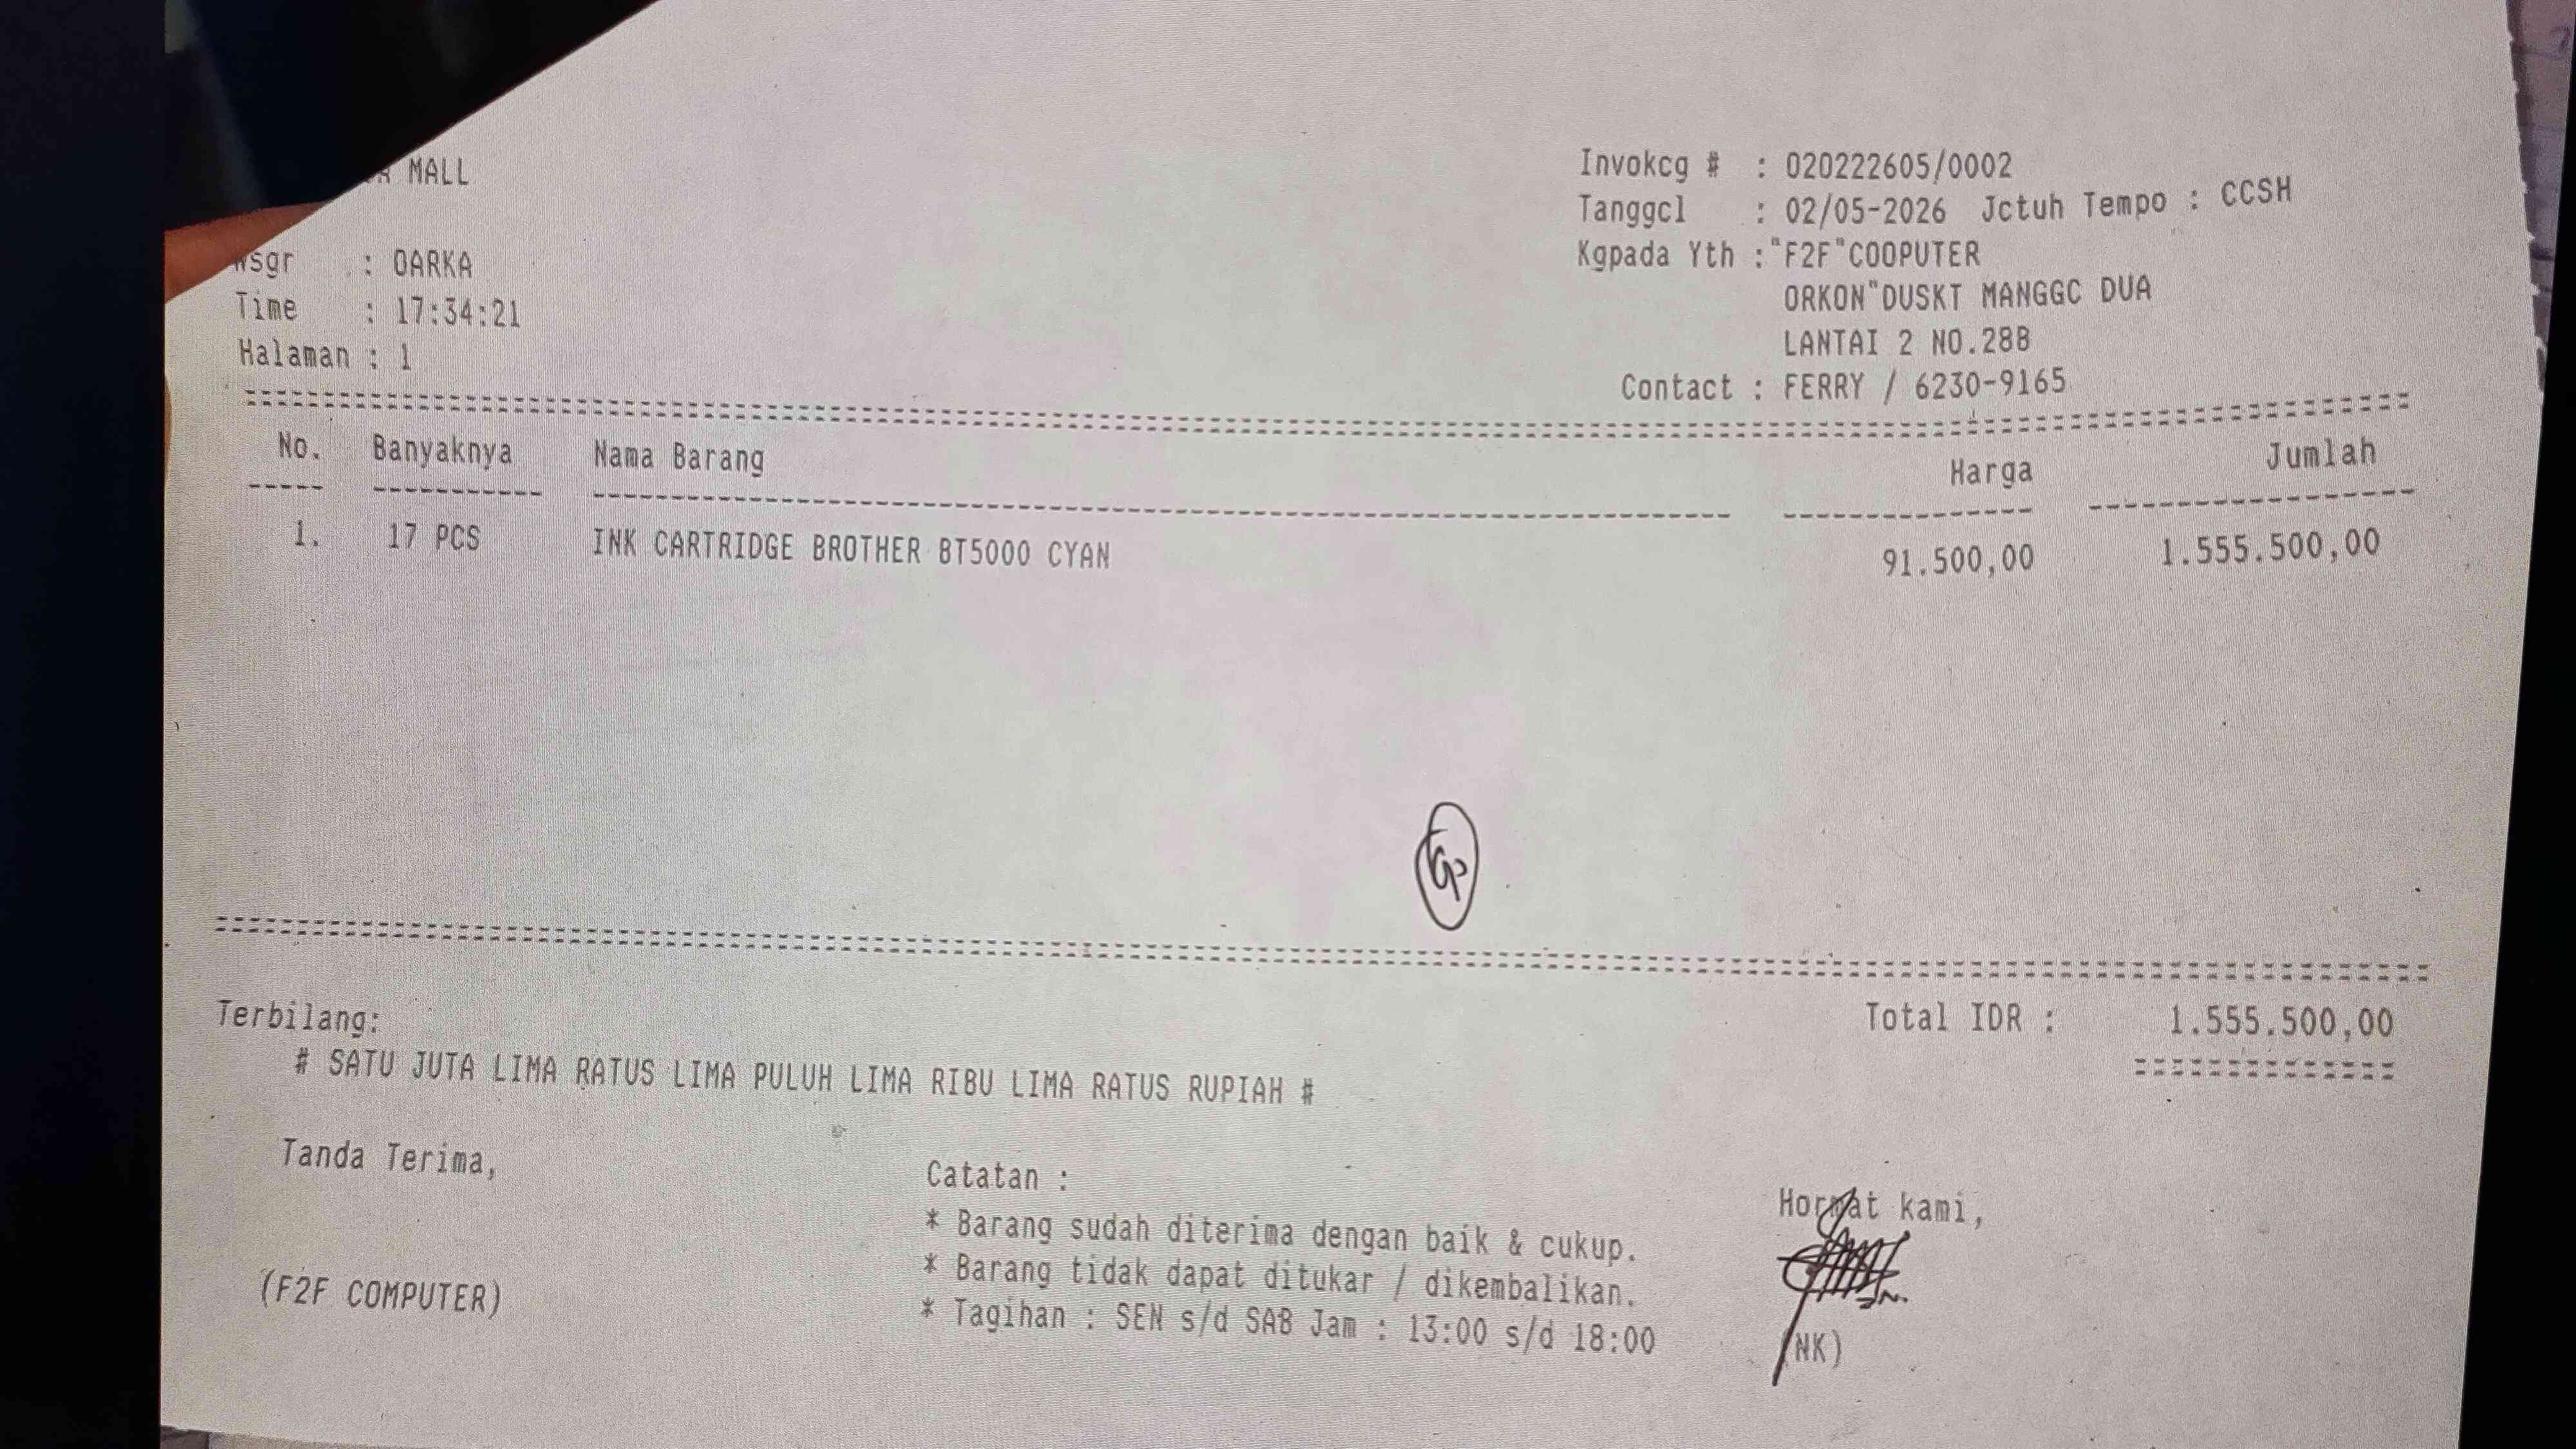 MALL
Invokcg # : 020222605/0002
Tanggcl : 02/05-2026 Jctuh Tempo : CCSH
Kgpada Yth :"F2F"COOPUTER
ORKON"DUSKT MANGGC DUA
LANTAI 2 NO.28B
Contact : FERRY / 6230-9165
wsgr : OARKA
Time : 17:34:21
Halaman : 1
No. Banyaknya Nama Barang Harga Jumlah
1. 17 PCS INK CARTRIDGE BROTHER BT5000 CYAN 91.500,00 1.555.500,00
Terbilang: Total IDR : 1.555.500,00
# SATU JUTA LIMA RATUS LIMA PULUH LIMA RIBU LIMA RATUS RUPIAH #
Tanda Terima,
(F2F COMPUTER)
Catatan :
* Barang sudah diterima dengan baik & cukup.
* Barang tidak dapat ditukar / dikembalikan.
* Tagihan : SEN s/d SAB Jam : 13:00 s/d 18:00
Hormat kami,
(NK)